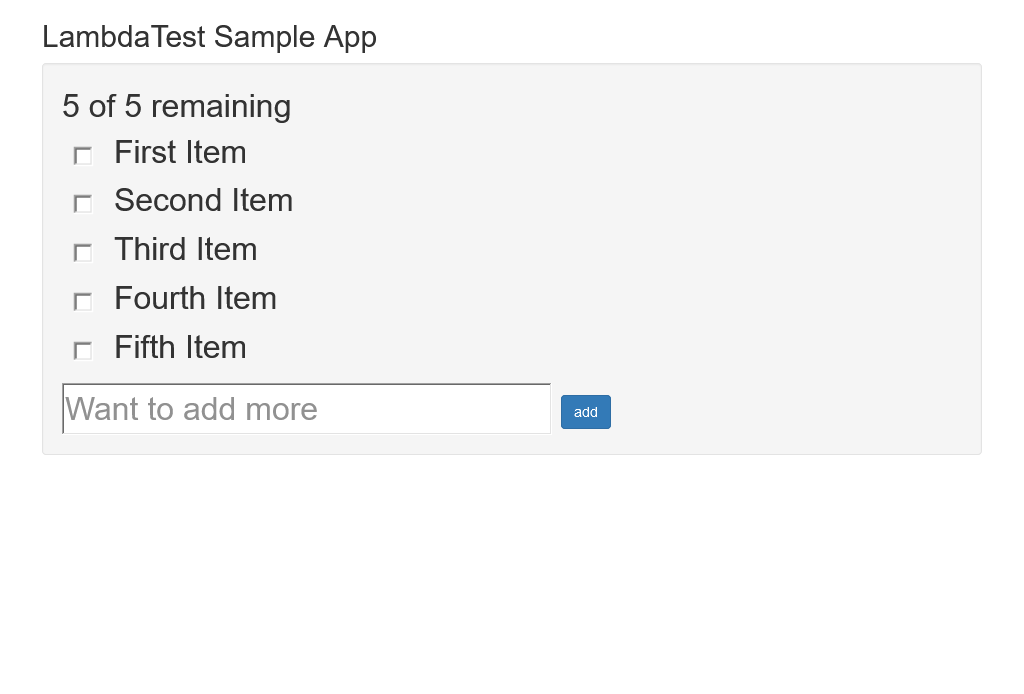 LambdaTest Sample App
5 of 5 remaining
First Item
Second Item
Third Item
Fourth Item
Fifth Item
Want to add more
add